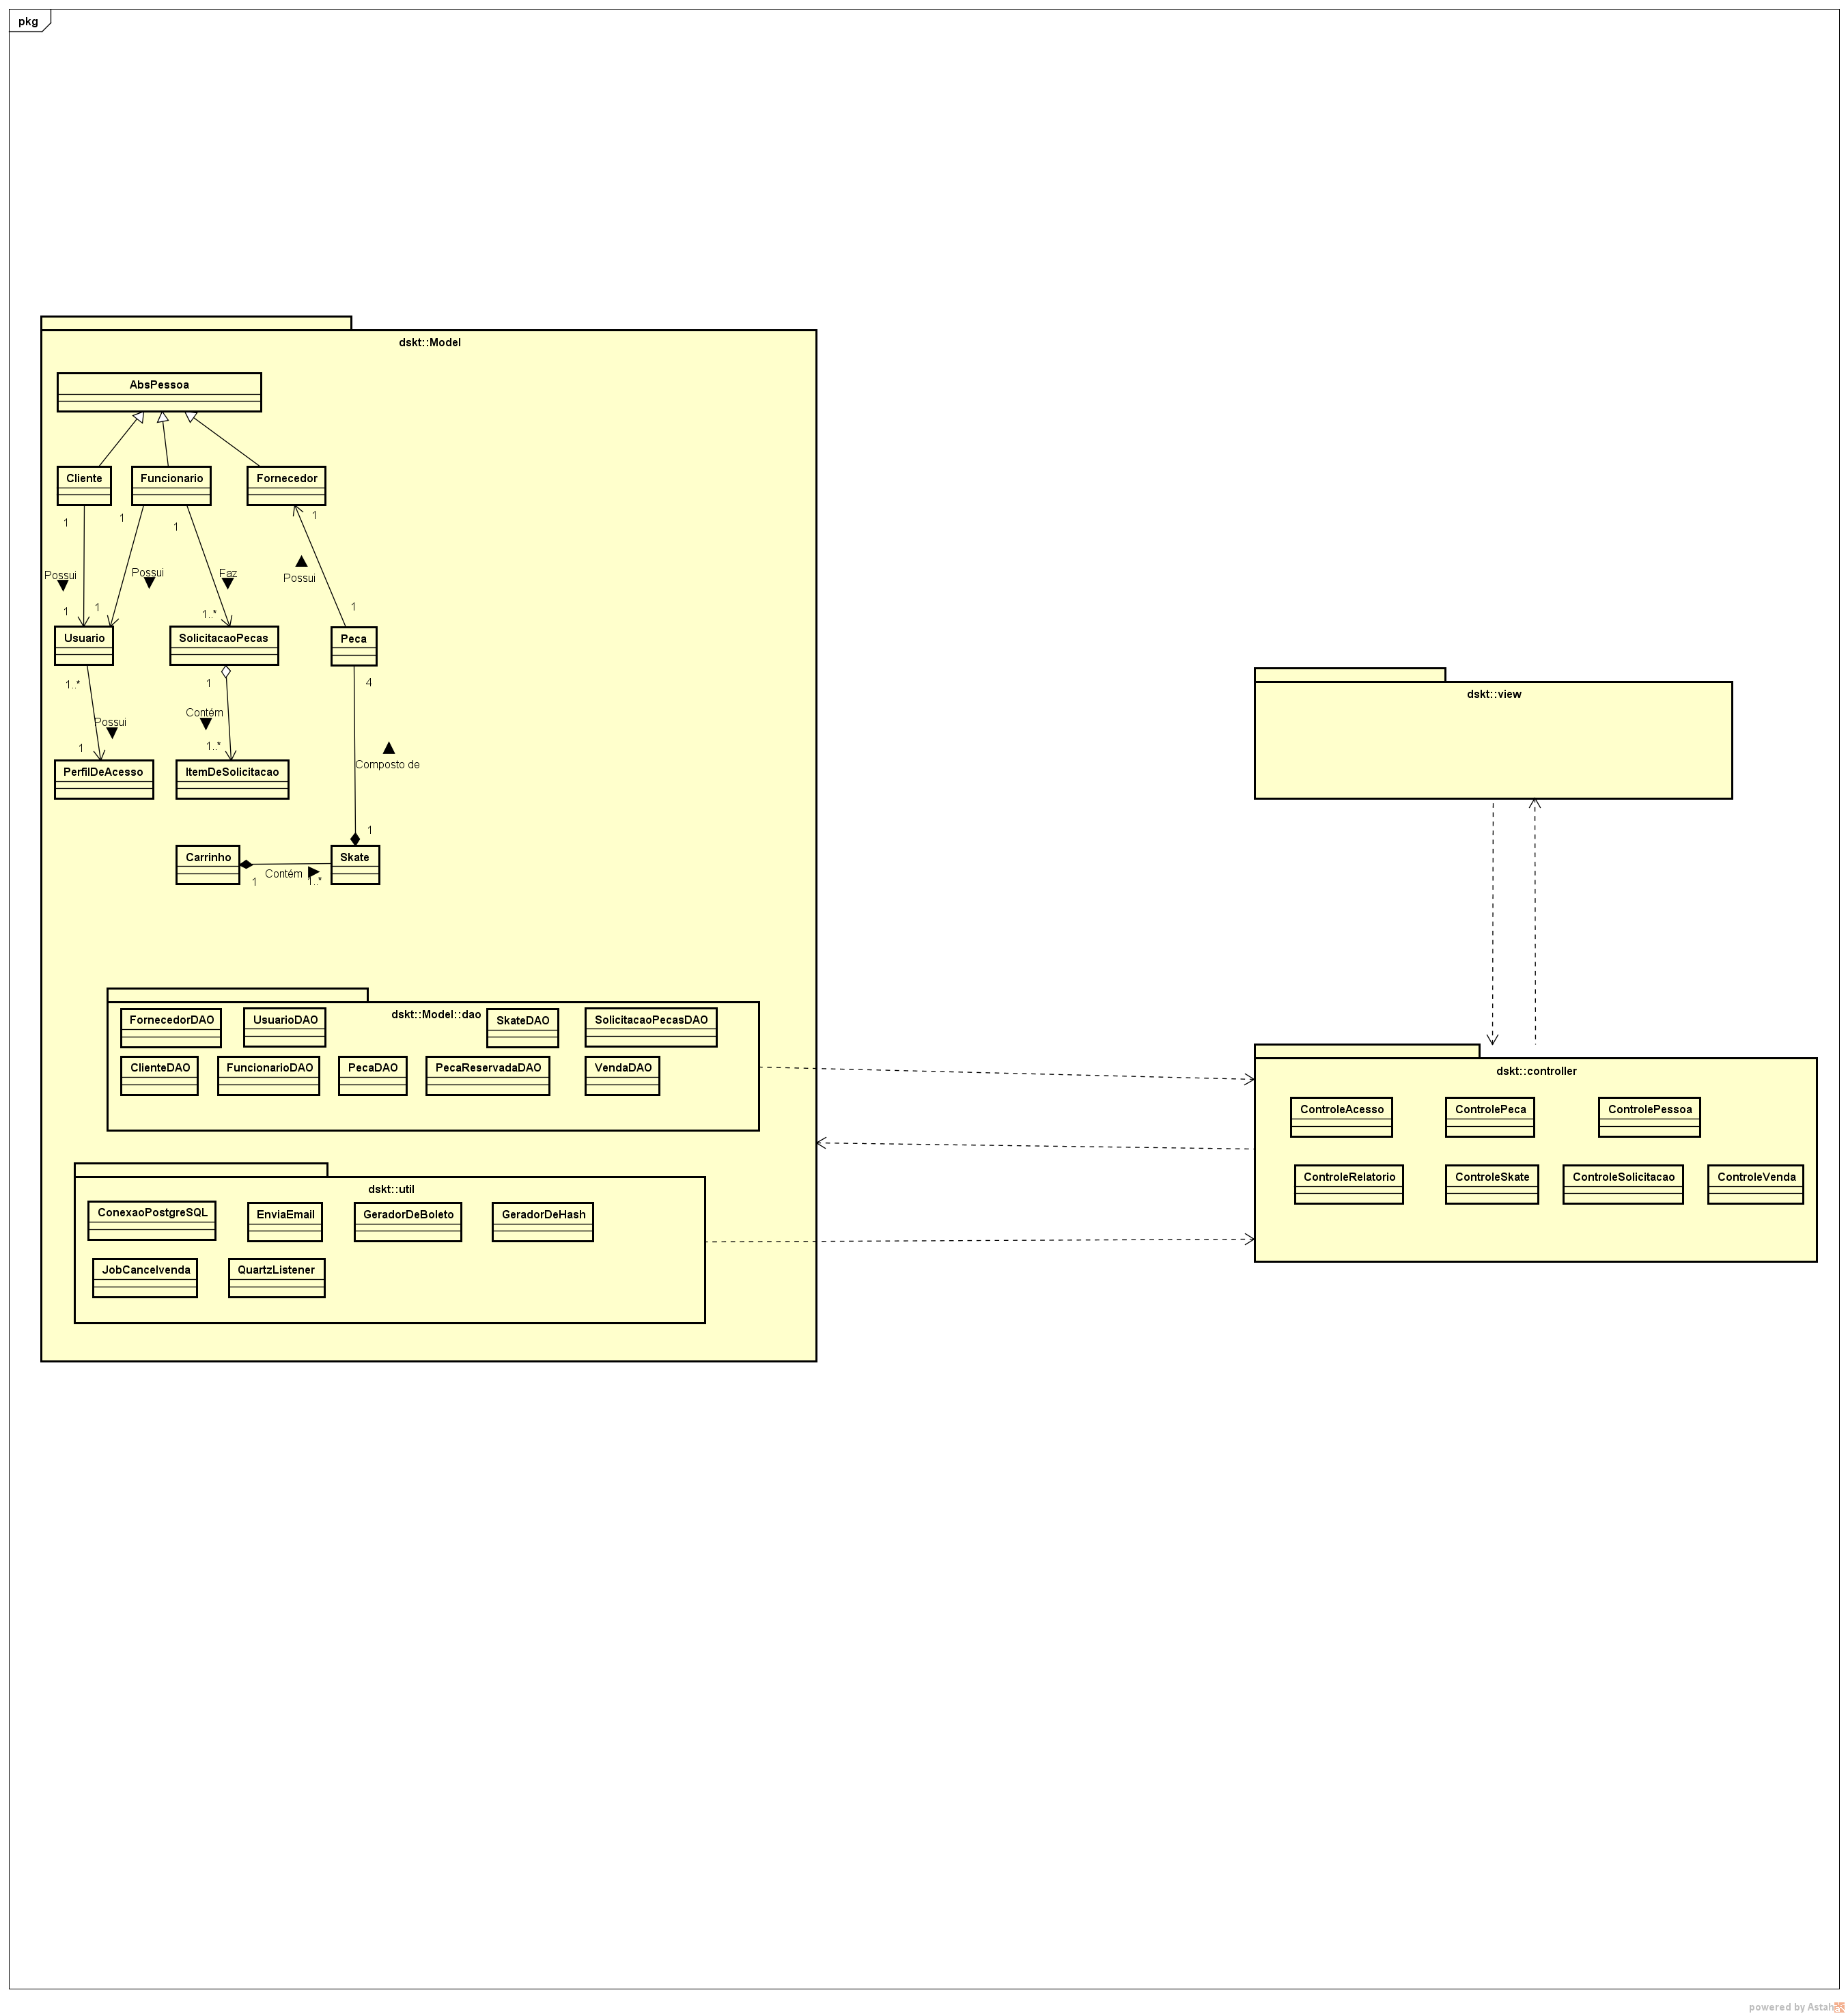 pkg
dskt::Model
AbsPessoa
Cliente
Funcionario
Fornecedor
1
1
1
1
Possui
Possui
Faz
Possui
1
1
1..*
1
Usuario
SolicitacaoPecas
Peca
1..*
1
4
Possui
Contém
Composto de
1
1..*
PerfilDeAcesso
ItemDeSolicitacao
1
Carrinho
Skate
Contém
1
1..*
dskt::Model::dao
FornecedorDAO
UsuarioDAO
SkateDAO
SolicitacaoPecasDAO
ClienteDAO
FuncionarioDAO
PecaDAO
PecaReservadaDAO
VendaDAO
dskt::util
ConexaoPostgreSQL
EnviaEmail
GeradorDeBoleto
GeradorDeHash
JobCancelvenda
QuartzListener
dskt::view
dskt::controller
ControleAcesso
ControlePeca
ControlePessoa
ControleRelatorio
ControleSkate
ControleSolicitacao
ControleVenda
powered by Astah